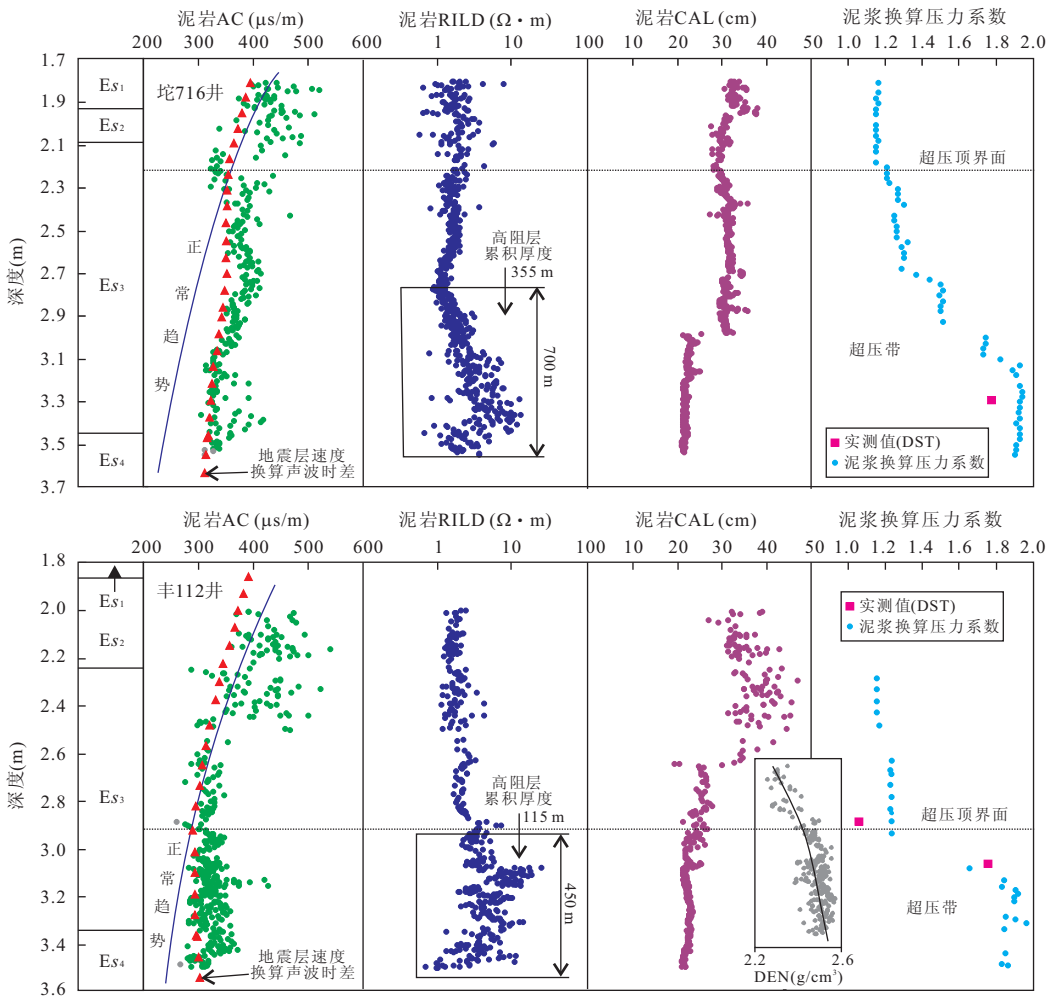 泥岩AC (μs/m)
泥岩RILD (Ω・m)
泥岩CAL (cm)
泥浆换算压力系数
200 300 400 500 600
1 10 100
10 20 30 40 50
1.0 1.2 1.4 1.6 1.8 2.0
1.7
1.9
2.1
2.3
2.5
2.7
2.9
3.1
3.3
3.5
3.7
深度(m)
Es1
Es2
Es3
Es4
坨716井
正
常
趋
势
地震层速度
换算声波时差
高阻层
累积厚度
355 m
700 m
超压顶界面
超压带
实测值(DST)
泥浆换算压力系数
泥岩AC (μs/m)
泥岩RILD (Ω・m)
泥岩CAL (cm)
泥浆换算压力系数
200 300 400 500 600
1 10 100
10 20 30 40 50
1.0 1.2 1.4 1.6 1.8 2.0
1.8
2.0
2.2
2.4
2.6
2.8
3.0
3.2
3.4
3.6
深度(m)
Es1
Es2
Es3
Es4
丰112井
正
常
趋
势
地震层速度
换算声波时差
高阻层
累积厚度
115 m
450 m
2.2 2.6
DEN(g/cm³)
实测值(DST)
泥浆换算压力系数
超压顶界面
超压带